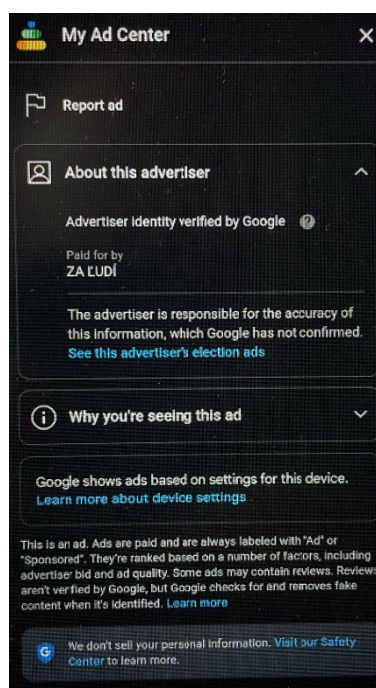 My Ad Center
Report ad
About this advertiser
Advertiser identity verified by Google
Paid for by
ZA ĽUDÍ
The advertiser is responsible for the accuracy of
this information, which Google has not confirmed.
See this advertiser's election ads
Why you're seeing this ad
Google shows ads based on settings for this device.
Learn more about device settings
This is an ad. Ads are paid and are always labeled with "Ad" or
"Sponsored". They're ranked based on a number of factors, including
advertiser bid and ad quality. Some ads may contain reviews. Reviews
aren't verified by Google, but Google checks for and removes fake
content when it's identified. Learn more
We don't sell your personal information. Visit our Safety
Center to learn more.